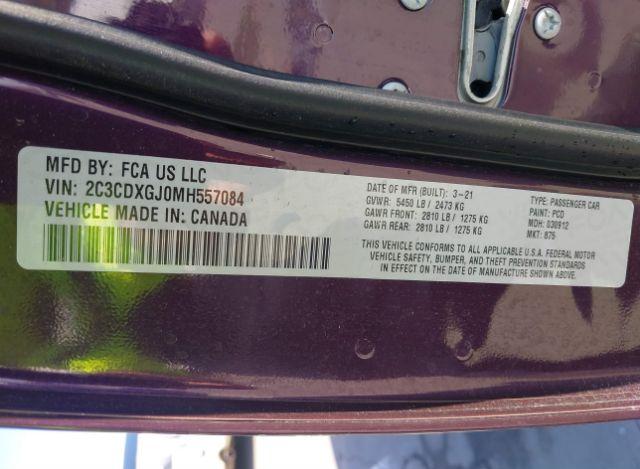 MFD BY: FCA US LLC
VIN: 2C3CDXGJ0MH557084
VEHICLE MADE IN: CANADA
DATE OF MFR (BUILT): 3-21
GVWR: 5450 LB / 2473 KG
GAWR FRONT: 2810 LB / 1275 KG
GAWR REAR: 2810 LB / 1275 KG
TYPE: PASSENGER CAR
PAINT: PCD
MDH: 030912
MKT: 875
THIS VEHICLE CONFORMS TO ALL APPLICABLE U.S.A. FEDERAL MOTOR
VEHICLE SAFETY, BUMPER, AND THEFT PREVENTION STANDARDS
IN EFFECT ON THE DATE OF MANUFACTURE SHOWN ABOVE.